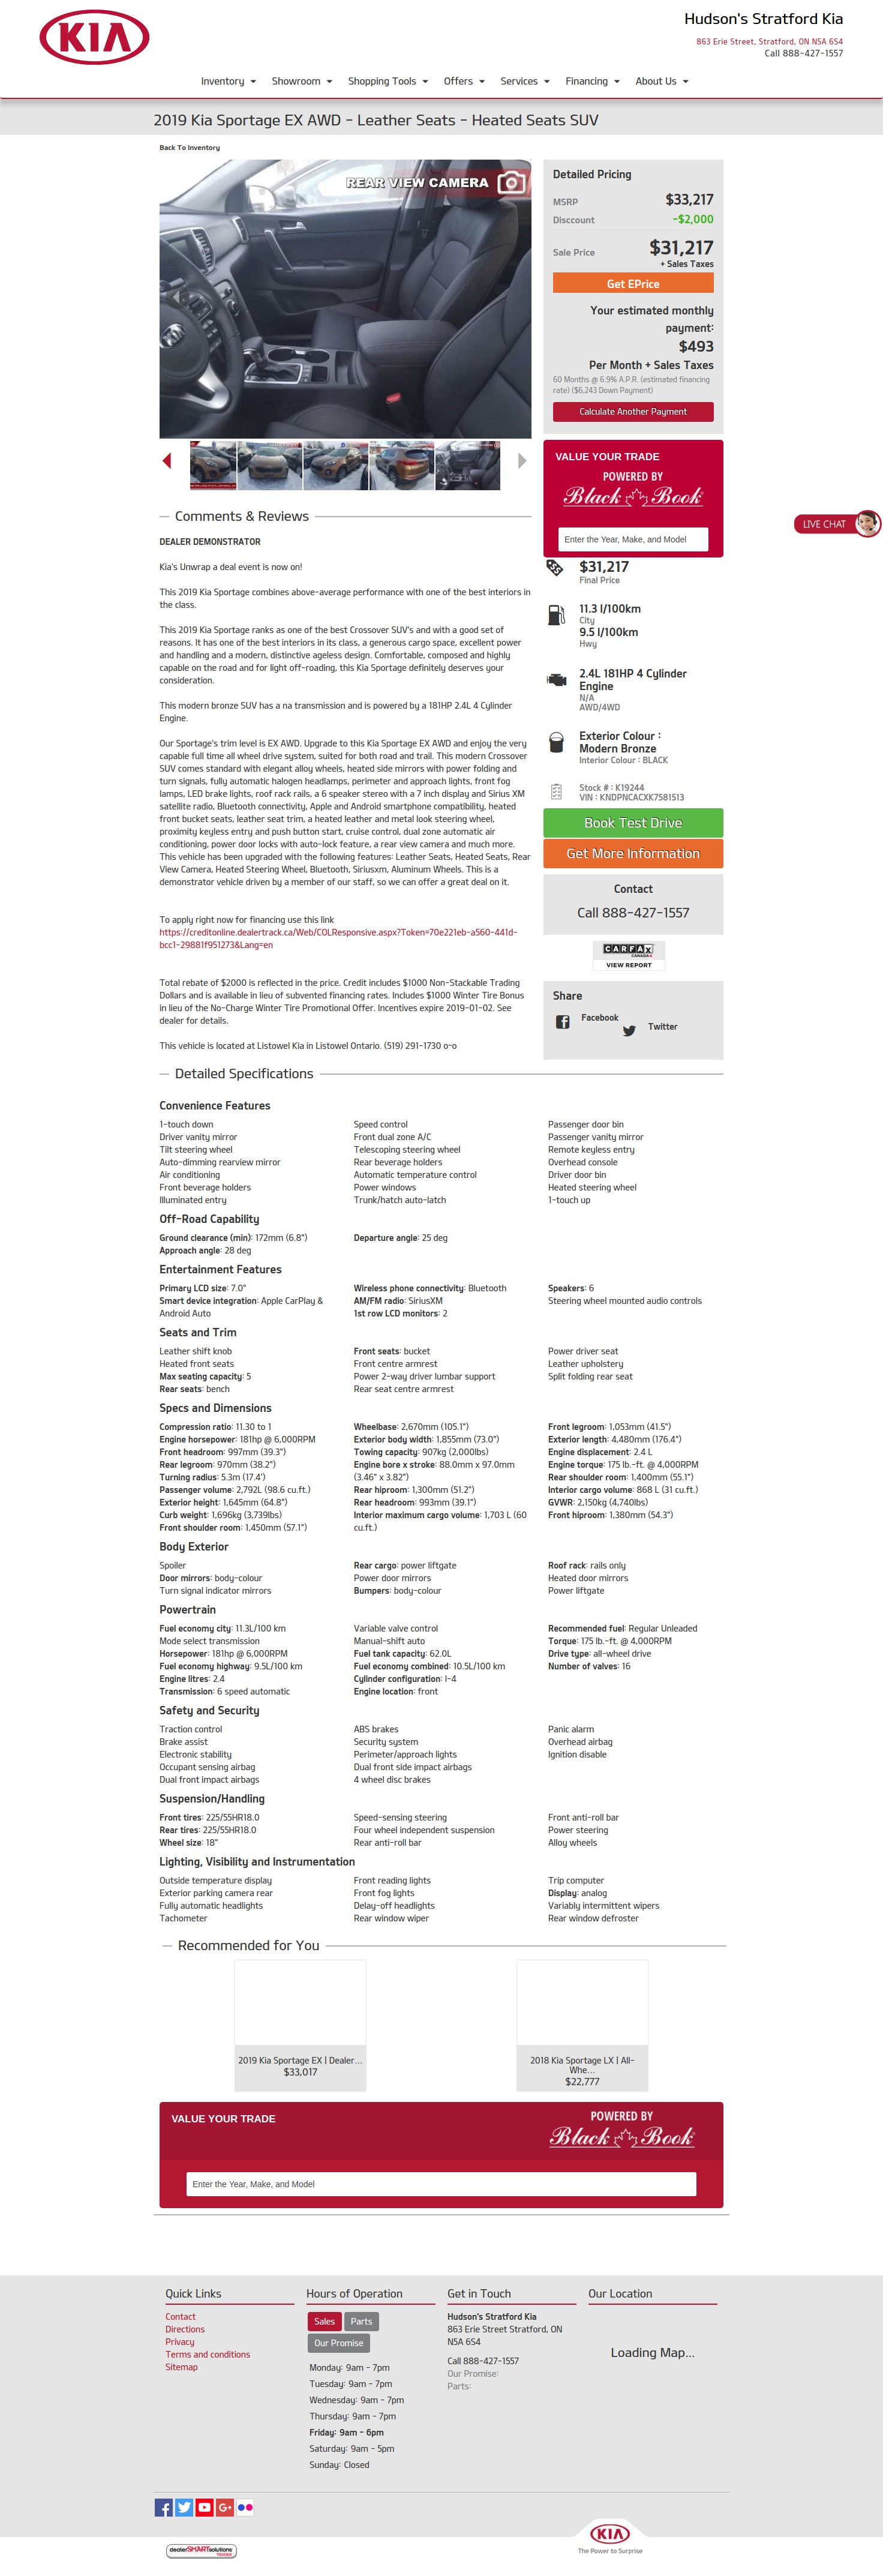 KIA
Hudson's Stratford Kia
863 Erie Street, Stratford, ON N5A 6S4
Call 888-427-1557
Inventory Showroom Shopping Tools Offers Services Financing About Us
2019 Kia Sportage EX AWD - Leather Seats - Heated Seats SUV
Back To Inventory
REAR VIEW CAMERA
Detailed Pricing
MSRP $33,217
Disccount -$2,000
Sale Price $31,217
+ Sales Taxes
Get EPrice
Your estimated monthly
payment:
$493
Per Month + Sales Taxes
60 Months @ 6.9% A.P.R. (estimated financing
rate) ($6,243 Down Payment)
Calculate Another Payment
VALUE YOUR TRADE
POWERED BY
Black Book
Enter the Year, Make, and Model
LIVE CHAT
$31,217
Final Price
11.3 l/100km
City
9.5 l/100km
Hwy
2.4L 181HP 4 Cylinder
Engine
N/A
AWD/4WD
Exterior Colour :
Modern Bronze
Interior Colour : BLACK
Stock # : K19244
VIN : KNDPNCACXK7581513
Book Test Drive
Get More Information
Contact
Call 888-427-1557
CARFAX
CANADA
VIEW REPORT
Share
Facebook
Twitter
Comments & Reviews
DEALER DEMONSTRATOR
Kia's Unwrap a deal event is now on!
This 2019 Kia Sportage combines above-average performance with one of the best interiors in
the class.
This 2019 Kia Sportage ranks as one of the best Crossover SUV's and with a good set of
reasons. It has one of the best interiors in its class, a generous cargo space, excellent power
and handling and a modern, distinctive ageless design. Comfortable, composed and highly
capable on the road and for light off-roading, this Kia Sportage definitely deserves your
consideration.
This modern bronze SUV has a na transmission and is powered by a 181HP 2.4L 4 Cylinder
Engine.
Our Sportage's trim level is EX AWD. Upgrade to this Kia Sportage EX AWD and enjoy the very
capable full time all wheel drive system, suited for both road and trail. This modern Crossover
SUV comes standard with elegant alloy wheels, heated side mirrors with power folding and
turn signals, fully automatic halogen headlamps, perimeter and approach lights, front fog
lamps, LED brake lights, roof rack rails, a 6 speaker stereo with a 7 inch display and Sirius XM
satellite radio, Bluetooth connectivity, Apple and Android smartphone compatibility, heated
front bucket seats, leather seat trim, a heated leather and metal look steering wheel,
proximity keyless entry and push button start, cruise control, dual zone automatic air
conditioning, power door locks with auto-lock feature, a rear view camera and much more.
This vehicle has been upgraded with the following features: Leather Seats, Heated Seats, Rear
View Camera, Heated Steering Wheel, Bluetooth, Siriusxm, Aluminum Wheels. This is a
demonstrator vehicle driven by a member of our staff, so we can offer a great deal on it.
To apply right now for financing use this link
https://creditonline.dealertrack.ca/Web/COLResponsive.aspx?Token=70e221eb-a560-441d-
bcc1-29881f951273&Lang=en
Total rebate of $2000 is reflected in the price. Credit includes $1000 Non-Stackable Trading
Dollars and is available in lieu of subvented financing rates. Includes $1000 Winter Tire Bonus
in lieu of the No-Charge Winter Tire Promotional Offer. Incentives expire 2019-01-02. See
dealer for details.
This vehicle is located at Listowel Kia in Listowel Ontario. (519) 291-1730 o~o
Detailed Specifications
Convenience Features
1-touch down Speed control Passenger door bin
Driver vanity mirror Front dual zone A/C Passenger vanity mirror
Tilt steering wheel Telescoping steering wheel Remote keyless entry
Auto-dimming rearview mirror Rear beverage holders Overhead console
Air conditioning Automatic temperature control Driver door bin
Front beverage holders Power windows Heated steering wheel
Illuminated entry Trunk/hatch auto-latch 1-touch up
Off-Road Capability
Ground clearance (min): 172mm (6.8") Departure angle: 25 deg
Approach angle: 28 deg
Entertainment Features
Primary LCD size: 7.0" Wireless phone connectivity: Bluetooth Speakers: 6
Smart device integration: Apple CarPlay & AM/FM radio: SiriusXM Steering wheel mounted audio controls
Android Auto 1st row LCD monitors: 2
Seats and Trim
Leather shift knob Front seats: bucket Power driver seat
Heated front seats Front centre armrest Leather upholstery
Max seating capacity: 5 Power 2-way driver lumbar support Split folding rear seat
Rear seats: bench Rear seat centre armrest
Specs and Dimensions
Compression ratio: 11.30 to 1 Wheelbase: 2,670mm (105.1") Front legroom: 1,053mm (41.5")
Engine horsepower: 181hp @ 6,000RPM Exterior body width: 1,855mm (73.0") Exterior length: 4,480mm (176.4")
Front headroom: 997mm (39.3") Towing capacity: 907kg (2,000lbs) Engine displacement: 2.4 L
Rear legroom: 970mm (38.2") Engine bore x stroke: 88.0mm x 97.0mm Engine torque: 175 lb.-ft. @ 4,000RPM
Turning radius: 5.3m (17.4') (3.46" x 3.82") Rear shoulder room: 1,400mm (55.1")
Passenger volume: 2,792L (98.6 cu.ft.) Rear hiproom: 1,300mm (51.2") Interior cargo volume: 868 L (31 cu.ft.)
Exterior height: 1,645mm (64.8") Rear headroom: 993mm (39.1") GVWR: 2,150kg (4,740lbs)
Curb weight: 1,696kg (3,739lbs) Interior maximum cargo volume: 1,703 L (60 Front hiproom: 1,380mm (54.3")
Front shoulder room: 1,450mm (57.1") cu.ft.)
Body Exterior
Spoiler Rear cargo: power liftgate Roof rack: rails only
Door mirrors: body-colour Power door mirrors Heated door mirrors
Turn signal indicator mirrors Bumpers: body-colour Power liftgate
Powertrain
Fuel economy city: 11.3L/100 km Variable valve control Recommended fuel: Regular Unleaded
Mode select transmission Manual-shift auto Torque: 175 lb.-ft. @ 4,000RPM
Horsepower: 181hp @ 6,000RPM Fuel tank capacity: 62.0L Drive type: all-wheel drive
Fuel economy highway: 9.5L/100 km Fuel economy combined: 10.5L/100 km Number of valves: 16
Engine litres: 2.4 Cylinder configuration: I-4
Transmission: 6 speed automatic Engine location: front
Safety and Security
Traction control ABS brakes Panic alarm
Brake assist Security system Overhead airbag
Electronic stability Perimeter/approach lights Ignition disable
Occupant sensing airbag Dual front side impact airbags
Dual front impact airbags 4 wheel disc brakes
Suspension/Handling
Front tires: 225/55HR18.0 Speed-sensing steering Front anti-roll bar
Rear tires: 225/55HR18.0 Four wheel independent suspension Power steering
Wheel size: 18" Rear anti-roll bar Alloy wheels
Lighting, Visibility and Instrumentation
Outside temperature display Front reading lights Trip computer
Exterior parking camera rear Front fog lights Display: analog
Fully automatic headlights Delay-off headlights Variably intermittent wipers
Tachometer Rear window wiper Rear window defroster
Recommended for You
2019 Kia Sportage EX | Dealer...
$33,017
2018 Kia Sportage LX | All-
Whe...
$22,777
VALUE YOUR TRADE
POWERED BY
Black Book
Enter the Year, Make, and Model
Quick Links
Contact
Directions
Privacy
Terms and conditions
Sitemap
Hours of Operation
Sales Parts
Our Promise
Monday: 9am - 7pm
Tuesday: 9am - 7pm
Wednesday: 9am - 7pm
Thursday: 9am - 7pm
Friday: 9am - 6pm
Saturday: 9am - 5pm
Sunday: Closed
Get in Touch
Hudson's Stratford Kia
863 Erie Street Stratford, ON
N5A 6S4
Call 888-427-1557
Our Promise:
Parts:
Our Location
Loading Map...
dealerSMARTsolutions
TRADER
KIA
The Power to Surprise